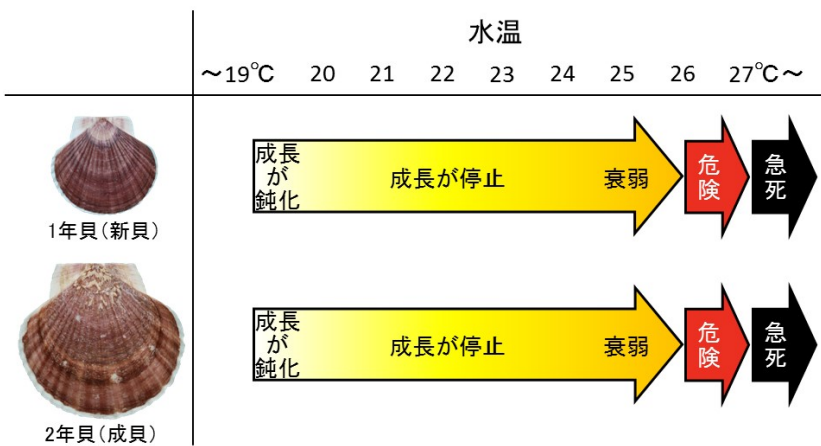 水温
～19℃ 20 21 22 23 24 25 26 27℃～
成長
が
鈍化
成長が停止
衰弱
危険
急死
1年貝（新貝）
成長
が
鈍化
成長が停止
衰弱
危険
急死
2年貝（成貝）